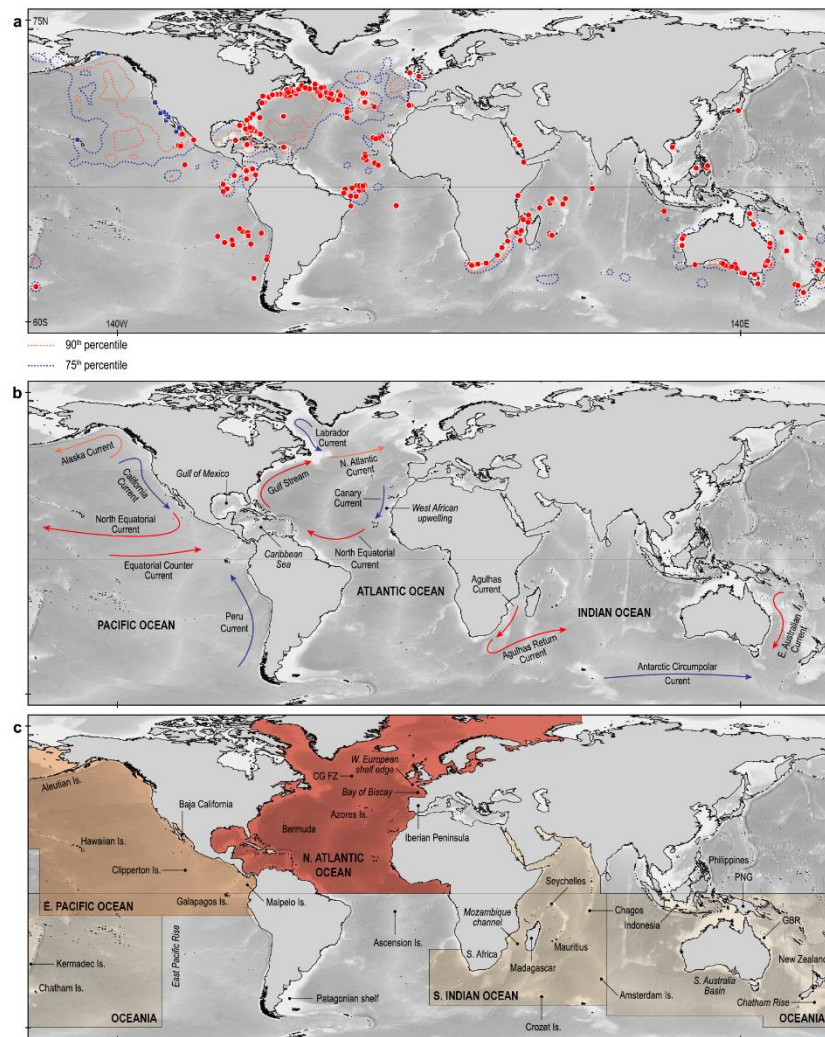 a
75N
60S
140W
140E
90th percentile
75th percentile
b
Labrador
Current
Alaska Current
California
Current
Gulf of Mexico
Gulf Stream
N. Atlantic
Current
Canary
Current
West African
upwelling
North Equatorial
Current
Equatorial Counter
Current
Caribbean
Sea
North Equatorial
Current
ATLANTIC OCEAN
Agulhas
Current
INDIAN OCEAN
PACIFIC OCEAN
Peru
Current
Agulhas Return
Current
E. Australian
Current
Antarctic Circumpolar
Curent
c
Aleutian Is.
CG FZ
W. European
shelf edge
Bay of Biscay
Baja California
Azores Is.
Bermuda
Iberian Peninsula
Hawaiian Is.
N. ATLANTIC
OCEAN
Clipperton Is.
Philippines
PNG
Seychelles
Galapagos Is.
Malpelo Is.
E. PACIFIC OCEAN
Chagos
Indonesia
GBR
Mozambique
channel
Ascension Is.
East Pacific Rise
S. Africa
Mauritius
New Zealand
Kermadec Is.
Madagascar
S. Australia
Basin
Chatham Is.
Patagonian shelf
Amsterdam Is.
Chatham Rise
OCEANIA
S. INDIAN OCEAN
Crozet Is.
OCEANIA